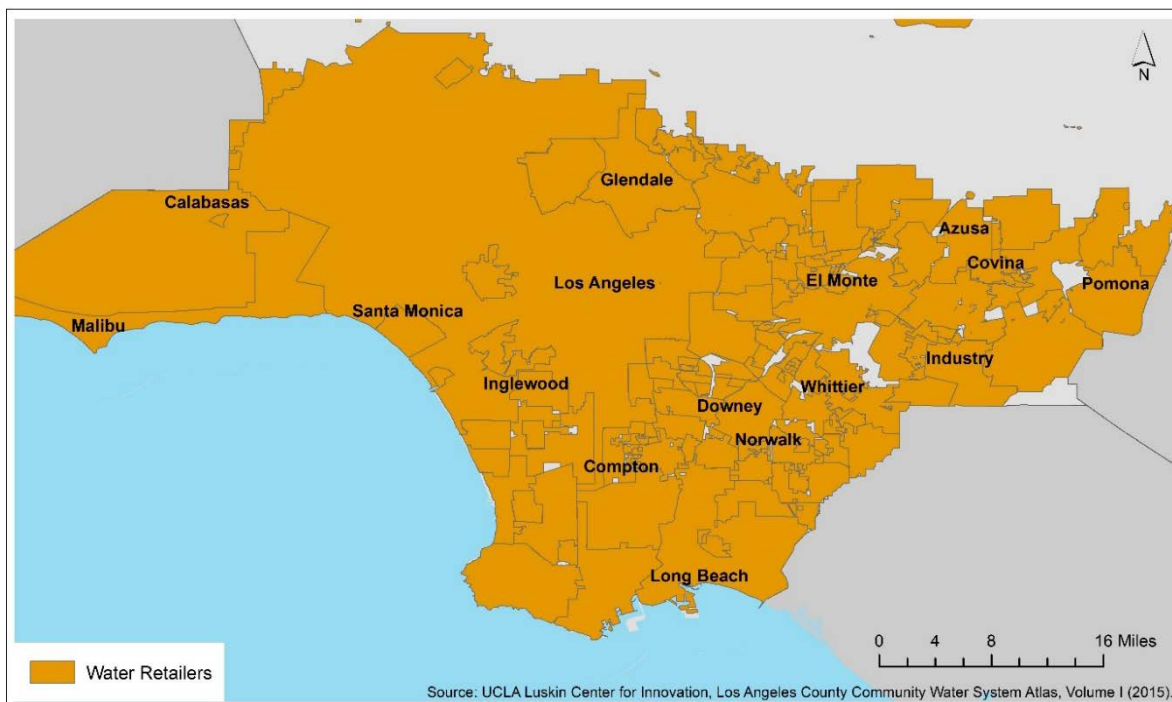 N
Glendale
Calabasas
Azusa
Covina
El Monte
Pomona
Los Angeles
Santa Monica
Malibu
Industry
Inglewood
Whittier
Downey
Norwalk
Compton
Long Beach
0 4 8 16 Miles
Water Retailers
Source: UCLA Luskin Center for Innovation, Los Angeles County Community Water System Atlas, Volume I (2015).